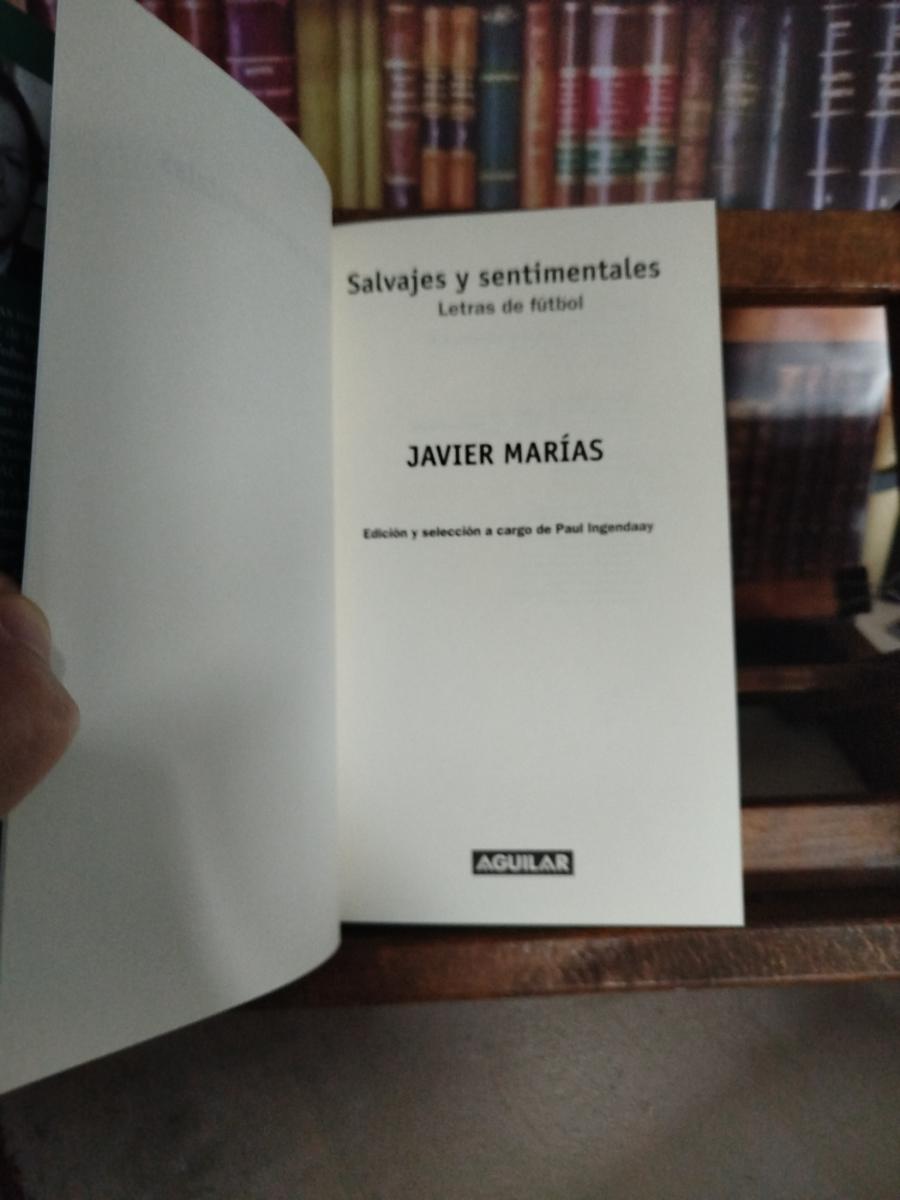 Salvajes y sentimentales
Letras de fútbol
JAVIER MARÍAS
Edición y selección a cargo de Paul Ingendaay
AGUILAR